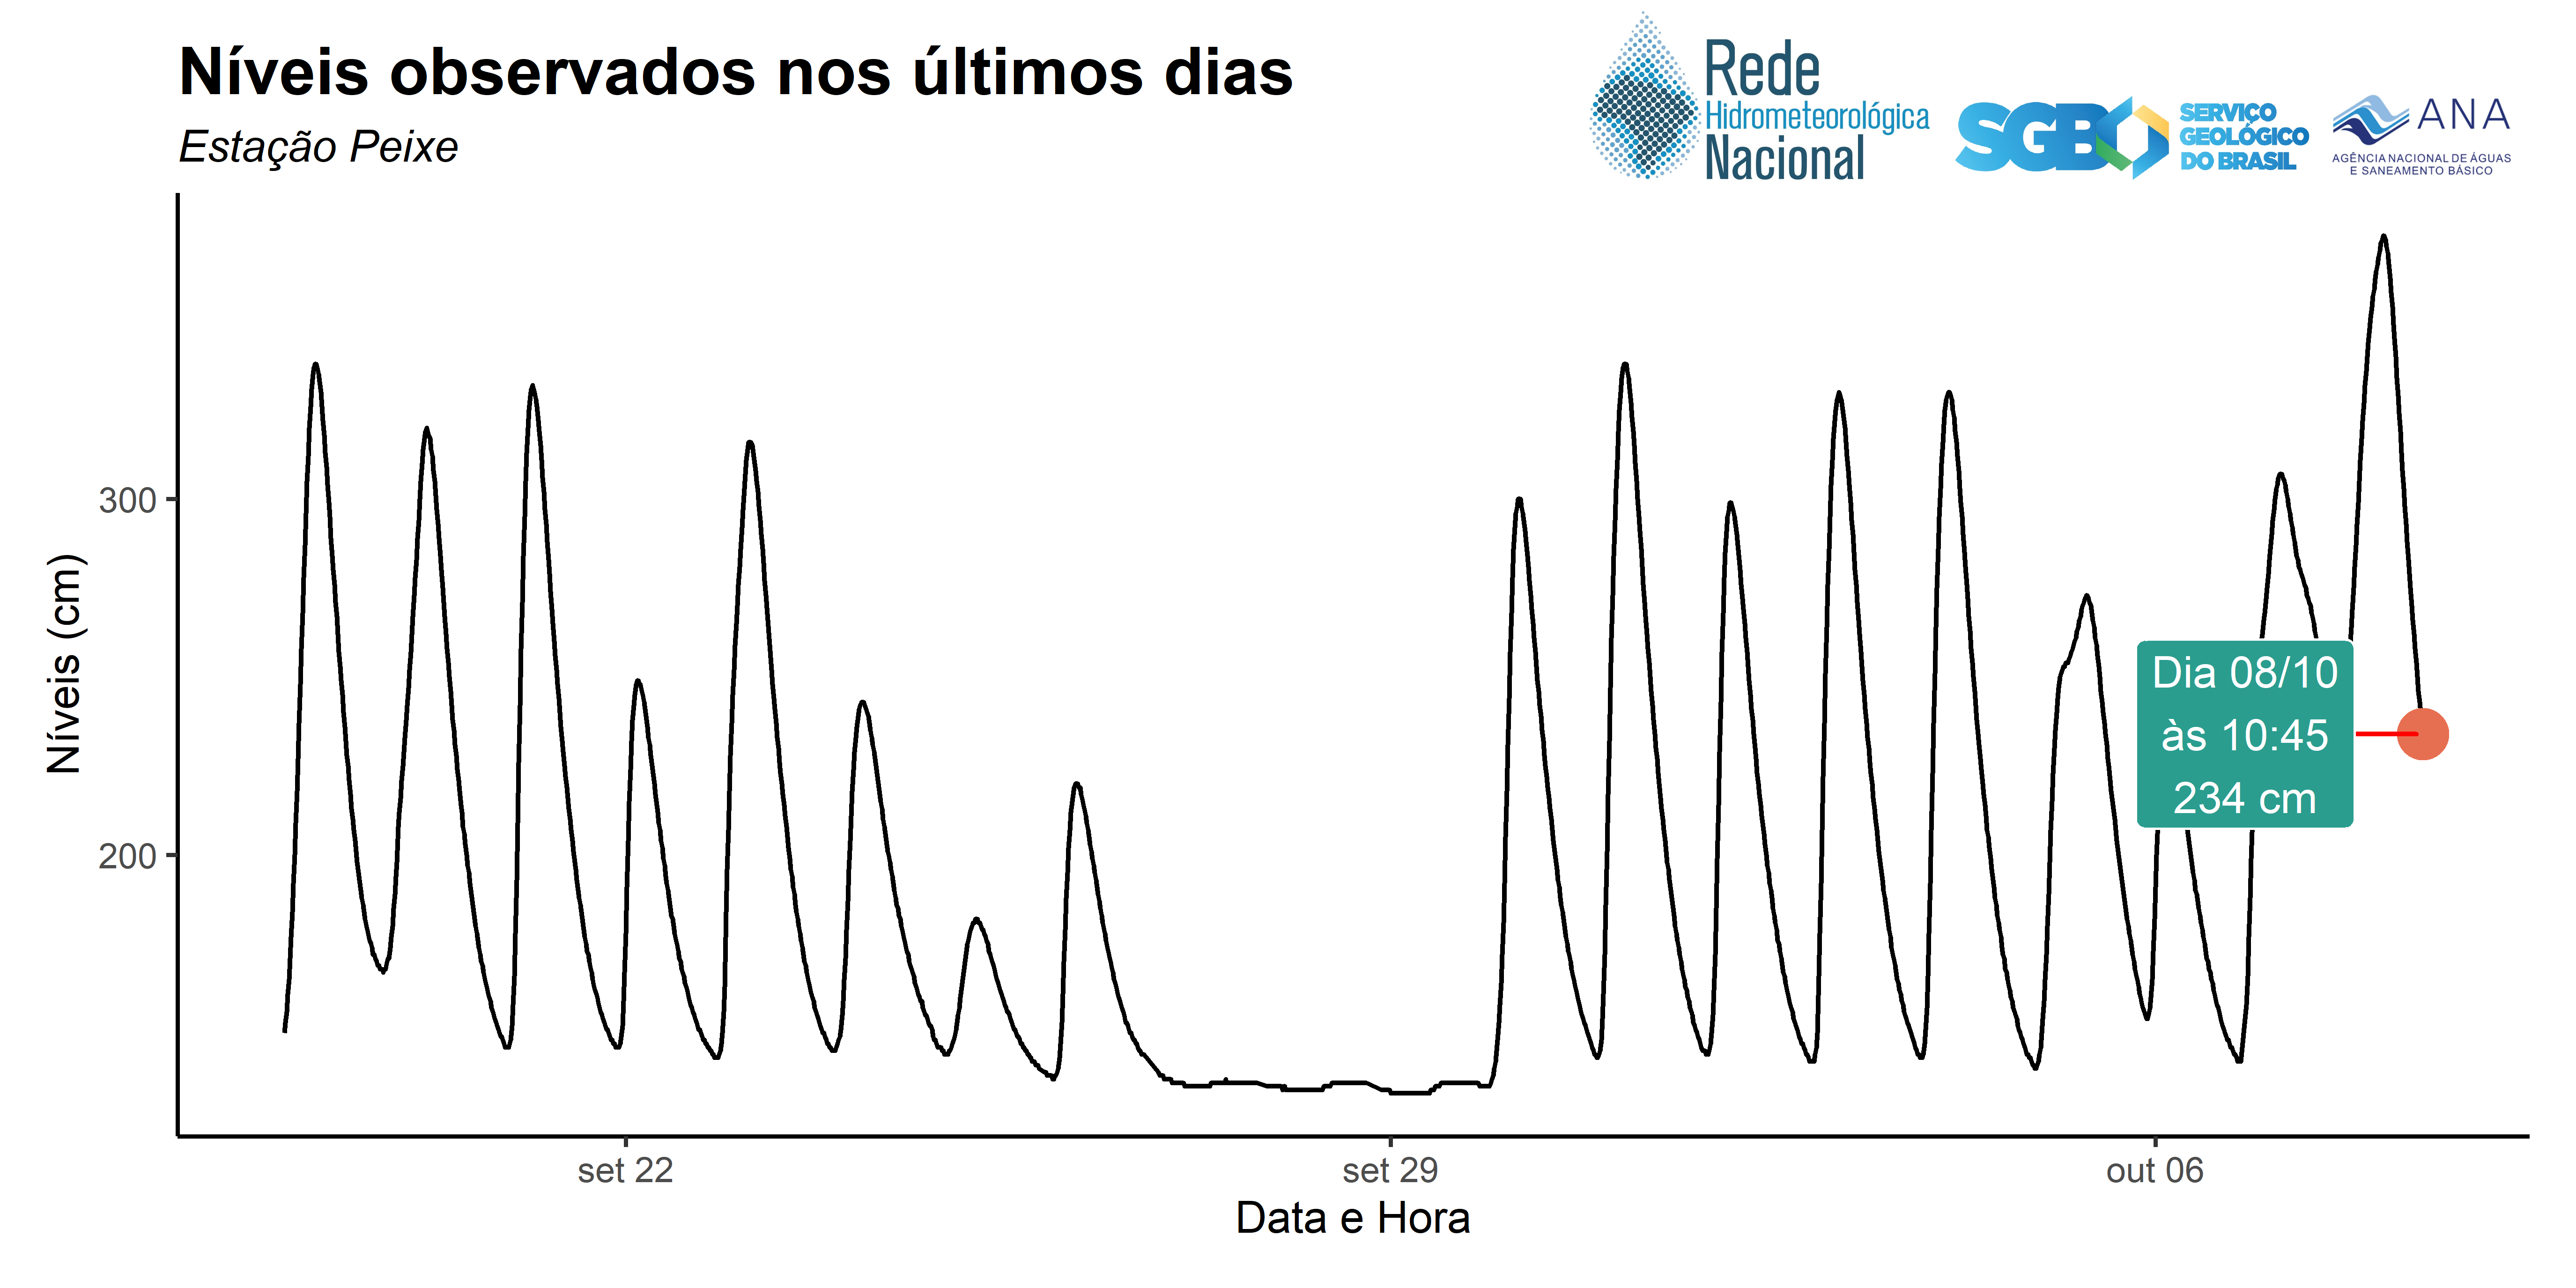 Níveis observados nos últimos dias
Estação Peixe
Rede
Hidrometeorológica
Nacional
SGB
SERVIÇO
GEOLÓGICO
DO BRASIL
ANA
AGÊNCIA NACIONAL DE ÁGUAS
E SANEAMENTO BÁSICO
Níveis (cm)
300
200
Dia 08/10
às 10:45
234 cm
set 22
set 29
out 06
Data e Hora